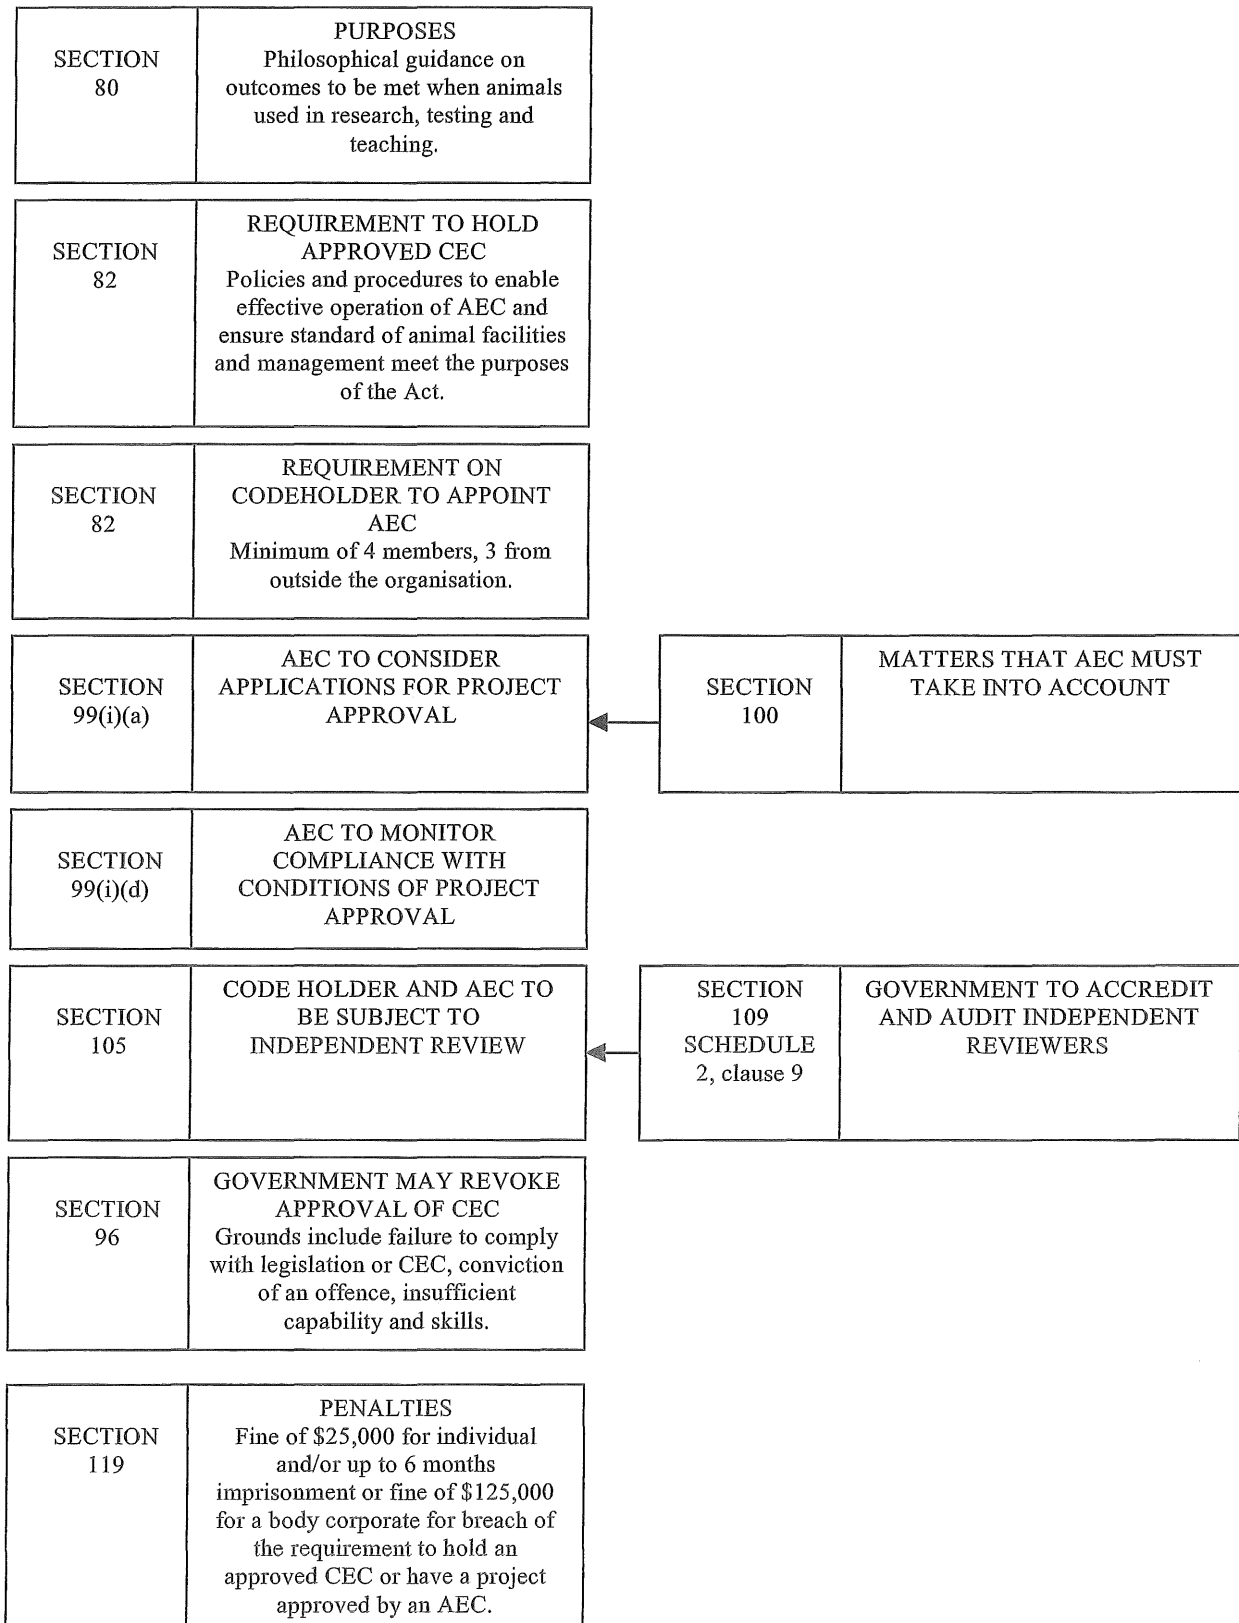 SECTION
80
PURPOSES
Philosophical guidance on
outcomes to be met when animals
used in research, testing and
teaching.
SECTION
82
REQUIREMENT TO HOLD
APPROVED CEC
Policies and procedures to enable
effective operation of AEC and
ensure standard of animal facilities
and management meet the purposes
of the Act.
SECTION
82
REQUIREMENT ON
CODEHOLDER TO APPOINT
AEC
Minimum of 4 members, 3 from
outside the organisation.
SECTION
99(i)(a)
AEC TO CONSIDER
APPLICATIONS FOR PROJECT
APPROVAL
SECTION
100
MATTERS THAT AEC MUST
TAKE INTO ACCOUNT
SECTION
99(i)(d)
AEC TO MONITOR
COMPLIANCE WITH
CONDITIONS OF PROJECT
APPROVAL
SECTION
105
CODE HOLDER AND AEC TO
BE SUBJECT TO
INDEPENDENT REVIEW
SECTION
109
SCHEDULE
2, clause 9
GOVERNMENT TO ACCREDIT
AND AUDIT INDEPENDENT
REVIEWERS
SECTION
96
GOVERNMENT MAY REVOKE
APPROVAL OF CEC
Grounds include failure to comply
with legislation or CEC, conviction
of an offence, insufficient
capability and skills.
SECTION
119
PENALTIES
Fine of $25,000 for individual
and/or up to 6 months
imprisonment or fine of $125,000
for a body corporate for breach of
the requirement to hold an
approved CEC or have a project
approved by an AEC.